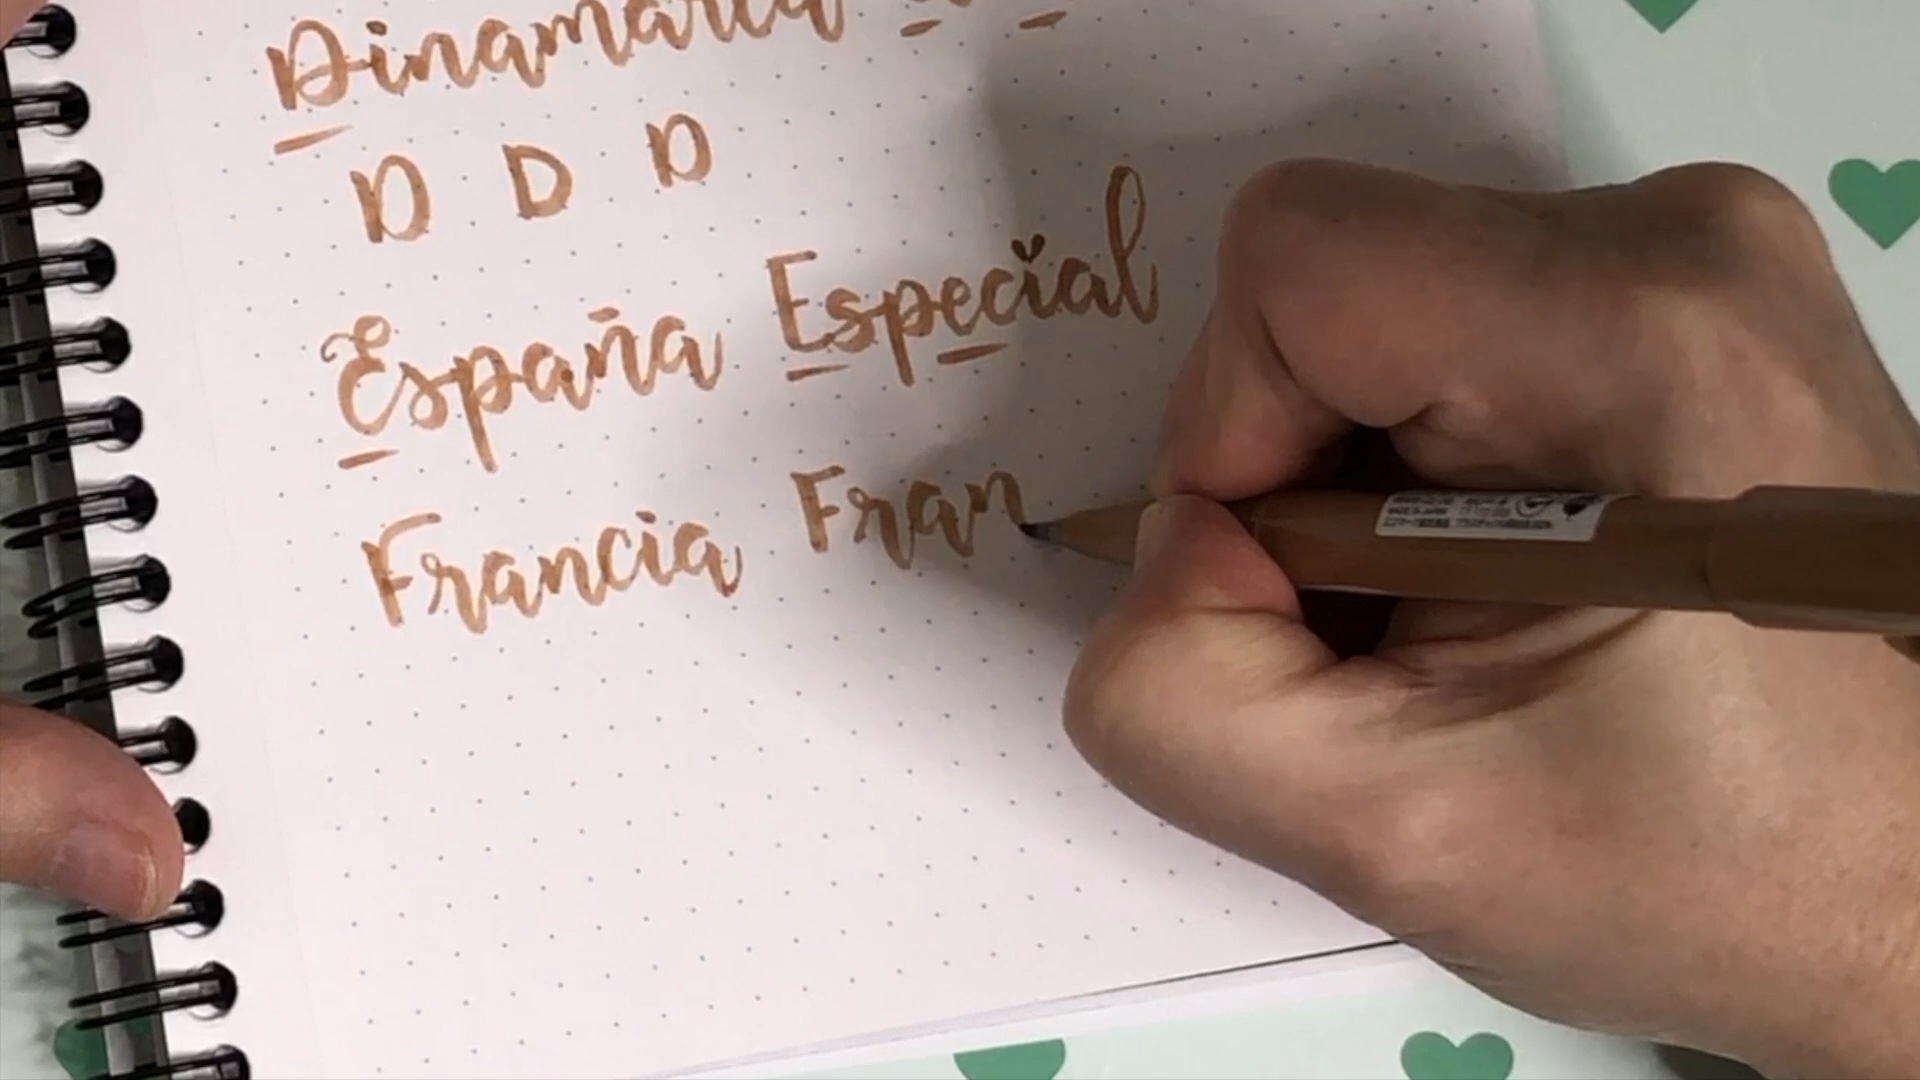 Dinamarca
D D D
España Especial
Francia Fran